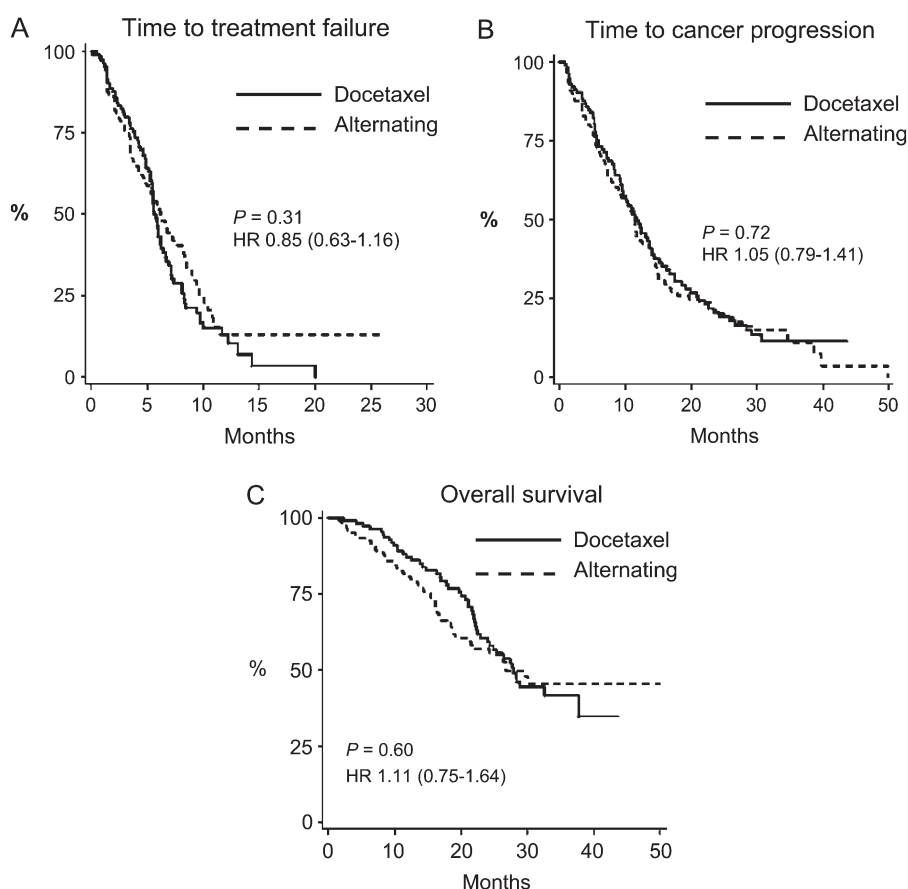 A
Time to treatment failure
100
75
50
25
0
%
Docetaxel
Alternating
P = 0.31
HR 0.85 (0.63-1.16)
0 5 10 15 20 25 30
Months
B
Time to cancer progression
100
75
50
25
0
%
Docetaxel
Alternating
P = 0.72
HR 1.05 (0.79-1.41)
0 10 20 30 40 50
Months
C
Overall survival
100
75
50
25
0
%
Docetaxel
Alternating
P = 0.60
HR 1.11 (0.75-1.64)
0 10 20 30 40 50
Months